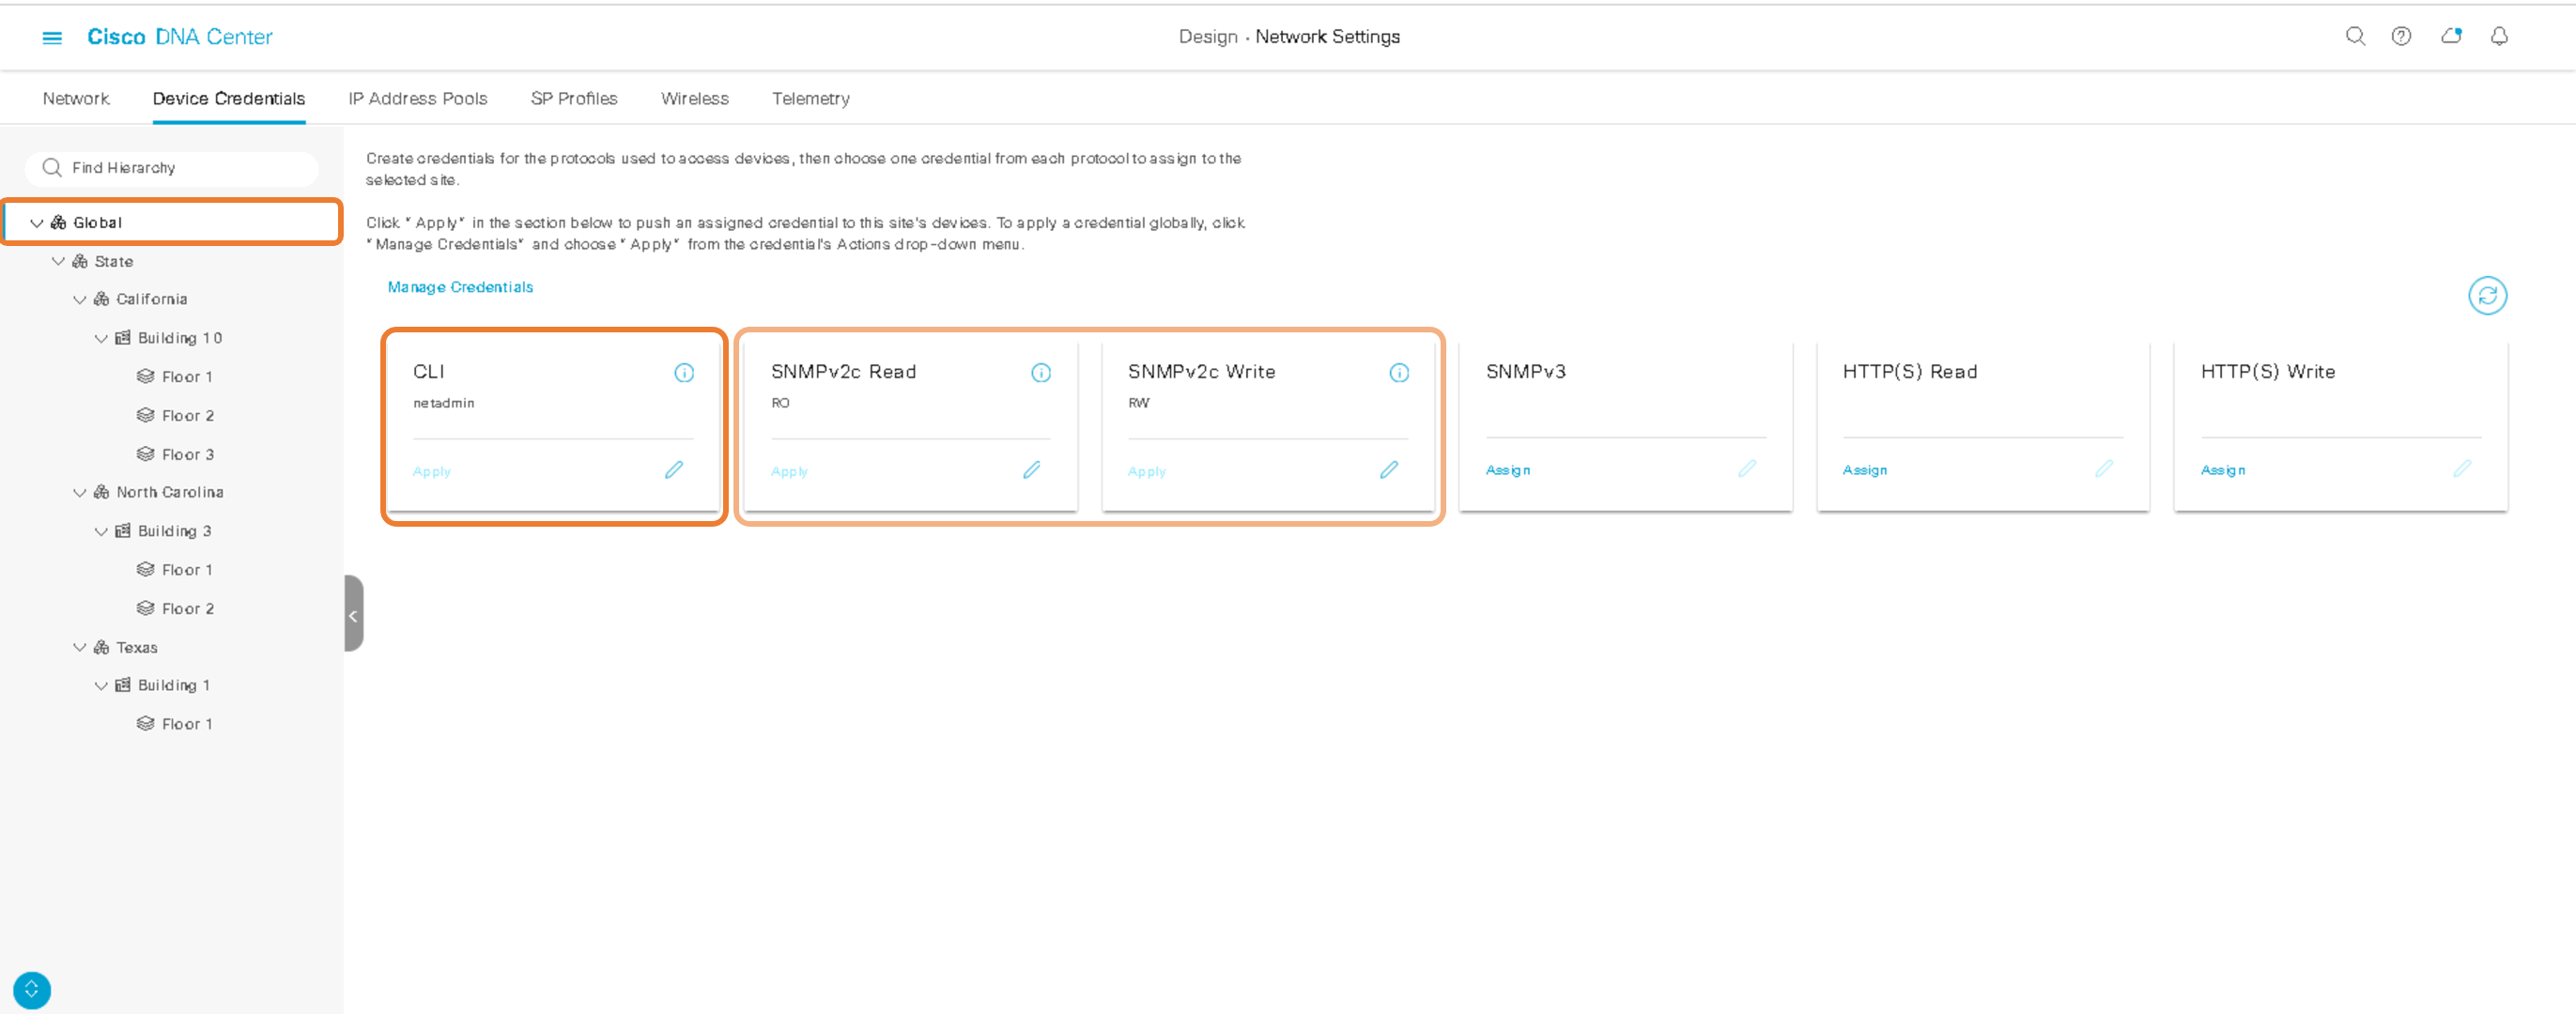 Cisco DNA Center
Design · Network Settings
Network
Device Credentials
IP Address Pools
SP Profiles
Wireless
Telemetry
Find Hierarchy
Global
State
California
Building 10
Floor 1
Floor 2
Floor 3
North Carolina
Building 3
Floor 1
Floor 2
Texas
Building 1
Floor 1
Create credentials for the protocols used to access devices, then choose one credential from each protocol to assign to the
selected site.
Click "Apply" in the section below to push an assigned credential to this site's devices. To apply a credential globally, click
"Manage Credentials" and choose "Apply" from the credential's Actions drop-down menu.
Manage Credentials
CLI
netadmin
Apply
SNMPv2c Read
RO
Apply
SNMPv2c Write
RW
Apply
SNMPv3
Assign
HTTP(S) Read
Assign
HTTP(S) Write
Assign